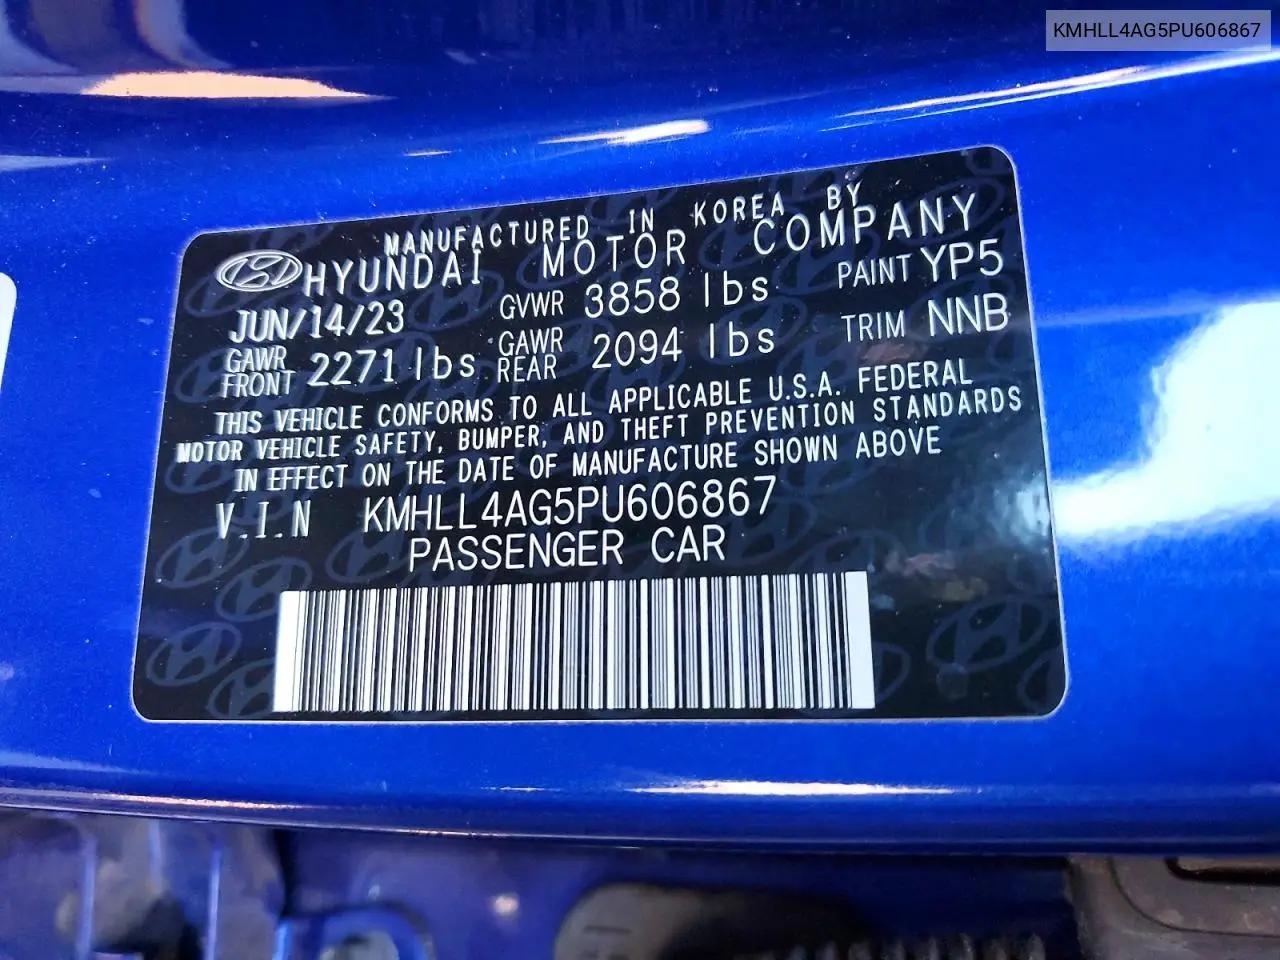 KMHLL4AG5PU606867
MANUFACTURED IN KOREA BY
HYUNDAI MOTOR COMPANY
JUN/14/23 GVWR 3858 lbs PAINT YP5
GAWR FRONT 2271 lbs GAWR REAR 2094 lbs TRIM NNB
THIS VEHICLE CONFORMS TO ALL APPLICABLE U.S.A. FEDERAL
MOTOR VEHICLE SAFETY, BUMPER, AND THEFT PREVENTION STANDARDS
IN EFFECT ON THE DATE OF MANUFACTURE SHOWN ABOVE
V.I.N KMHLL4AG5PU606867
PASSENGER CAR